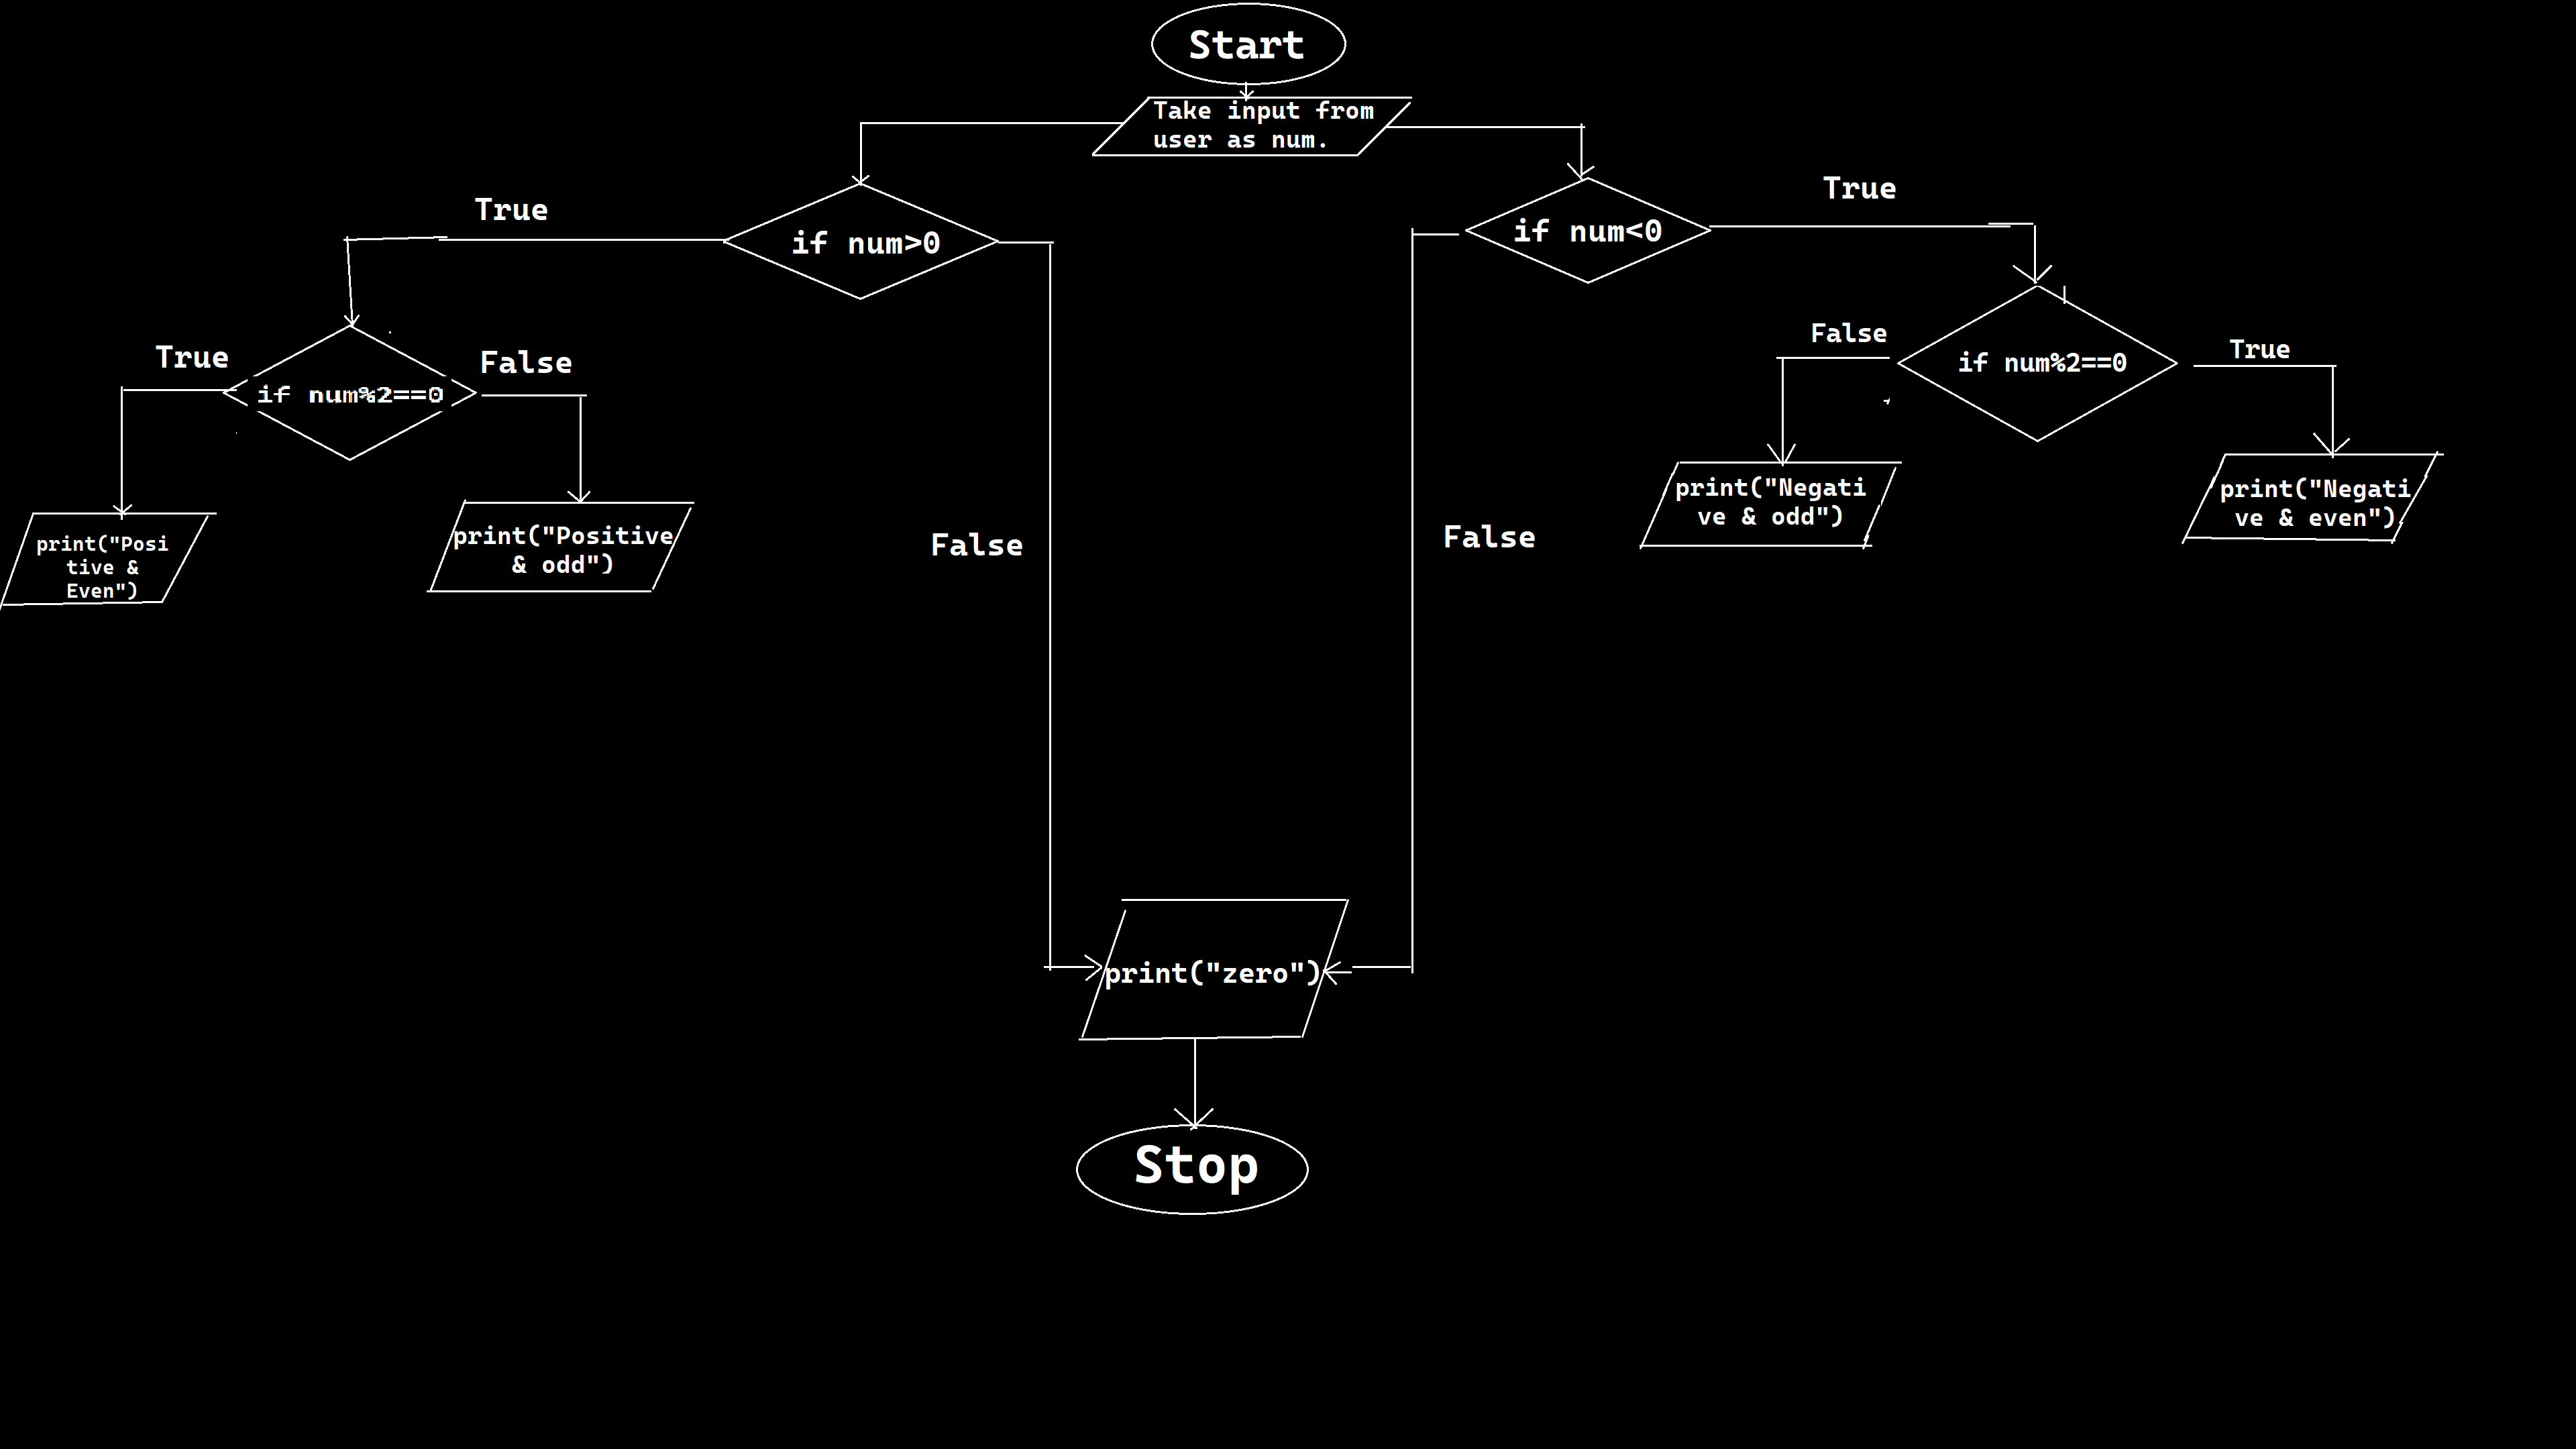 Start
Take input from
user as num.
True
if num>0
if num<0
True
True
if num%2==0
False
False
if num%2==0
True
print("Posi
tive &
Even")
print("Positive
& odd")
False
False
print("Negati
ve & odd")
print("Negati
ve & even")
print("zero")
Stop